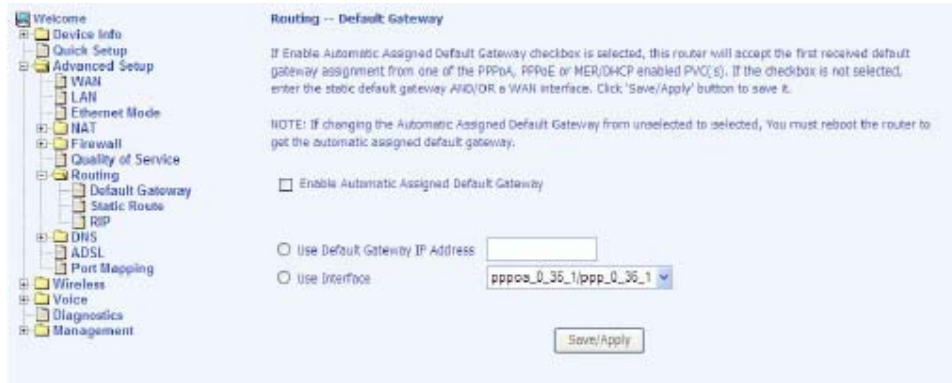 Welcome
Device Info
Quick Setup
Advanced Setup
WAN
LAN
Ethernet Mode
NAT
Firewall
Quality of Service
Routing
Default Gateway
Static Route
RIP
DNS
ADSL
Port Mapping
Wireless
Voice
Diagnostics
Management
Routing -- Default Gateway
If Enable Automatic Assigned Default Gateway checkbox is selected, this router will accept the first received default
gateway assignment from one of the PPPoA, PPPoE or MER/DHCP enabled PVC(s). If the checkbox is not selected,
enter the static default gateway AND/OR a WAN interface. Click 'Save/Apply' button to save it.
NOTE: If changing the Automatic Assigned Default Gateway from unselected to selected, You must reboot the router to
get the automatic assigned default gateway.
Enable Automatic Assigned Default Gateway
Use Default Gateway IP Address
Use Interface
pppoa_0_35_1/ppp_0_35_1
Save/Apply